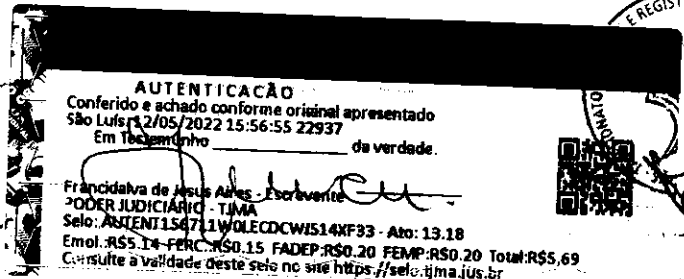 E REGIST
AUTENTICAÇÃO
Conferido e achado conforme original apresentado
São Luís, 12/05/2022 15:56:55 22937
Em Testemunho ____________ da verdade.
Francidalva de Jesus Aires - Escrevente
PODER JUDICIÁRIO - TJMA
Selo: AUTENT156711W0LECDCWI514XF33 - Ato: 13.18
Emol.:R$5.14 FERC:R$0.15 FADEP:R$0.20 FEMP:R$0.20 Total:R$5,69
Consulte a validade deste selo no site https://selo.tjma.jus.br